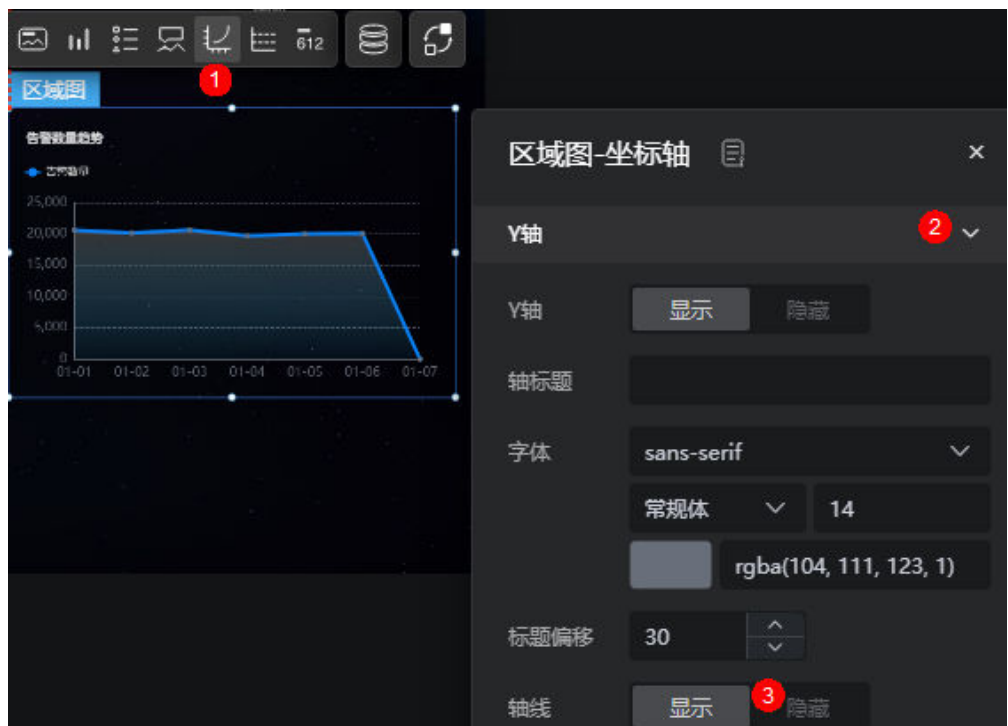 612
1
区域图
告警数量趋势
告警数量
25,000
20,000
15,000
10,000
5,000
0
01-01 01-02 01-03 01-04 01-05 01-06 01-07
区域图-坐标轴
Y轴
2
Y轴 显示 隐藏
轴标题
字体 sans-serif
常规体 14
rgba(104, 111, 123, 1)
标题偏移 30
轴线 显示 3 隐藏